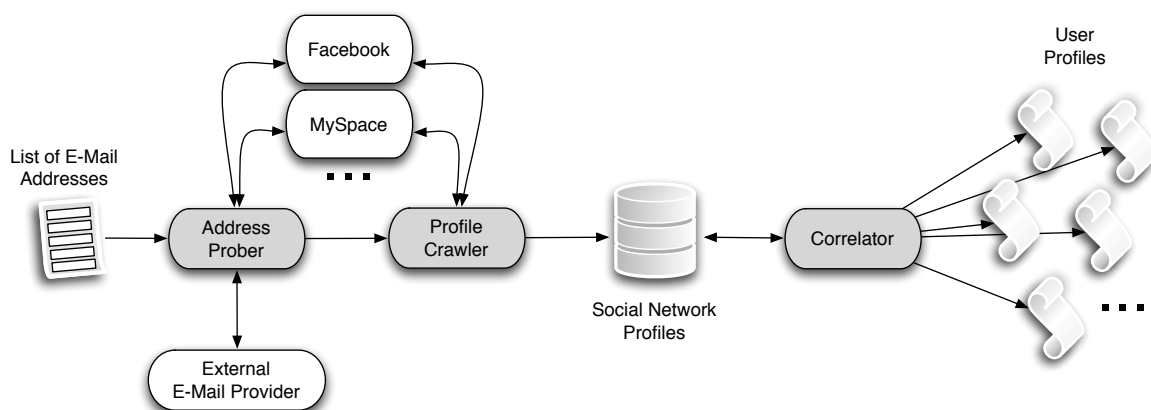 Facebook
MySpace
List of E-Mail
Addresses
Address
Prober
Profile
Crawler
External
E-Mail Provider
Social Network
Profiles
Correlator
User
Profiles